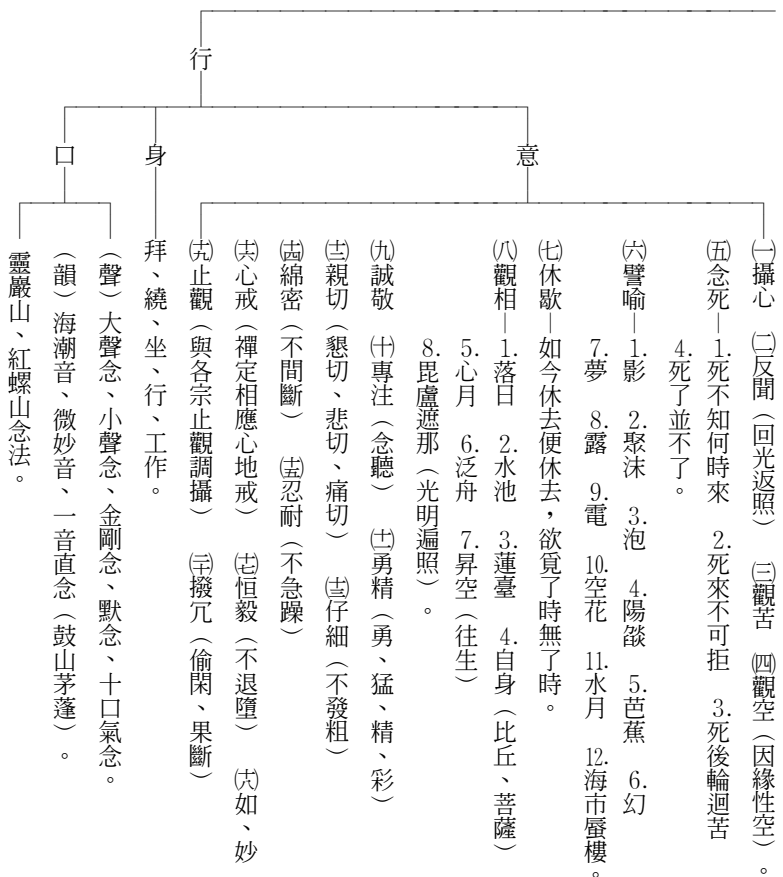 行
意
㈠攝心　㈡反聞（回光返照）　㈢觀苦　㈣觀空（因緣性空）。
㈤念死—1.死不知何時來　2.死來不可拒　3.死後輪迴苦
4.死了並不了。
㈥譬喻—1.影　2.聚沫　3.泡　4.陽燄　5.芭蕉　6.幻
7.夢　8.露　9.電　10.空花　11.水月　12.海市蜃樓。
㈦休歇—如今休去便休去，欲覓了時無了時。
㈧觀相—1.落日　2.水池　3.蓮臺　4.自身（比丘、菩薩）
5.心月　6.泛舟　7.昇空（往生）
8.毘盧遮那（光明遍照）。
㈨誠敬　㈩專注（念聽）　(十一)勇精（勇、猛、精、彩）
(十二)親切（懇切、悲切、痛切）　(十三)仔細（不發粗）
(十四)綿密（不間斷）　(十五)忍耐（不急躁）
(十六)心戒（禪定相應心地戒）　(十七)恒毅（不退墮）　(十八)如、妙
(十九)止觀（與各宗止觀調攝）　(二十)撥冗（偷閑、果斷）
身
拜、繞、坐、行、工作。
口
（聲）大聲念、小聲念、金剛念、默念、十口氣念。
（韻）海潮音、微妙音、一音直念（鼓山茅蓬）。
靈巖山、紅螺山念法。